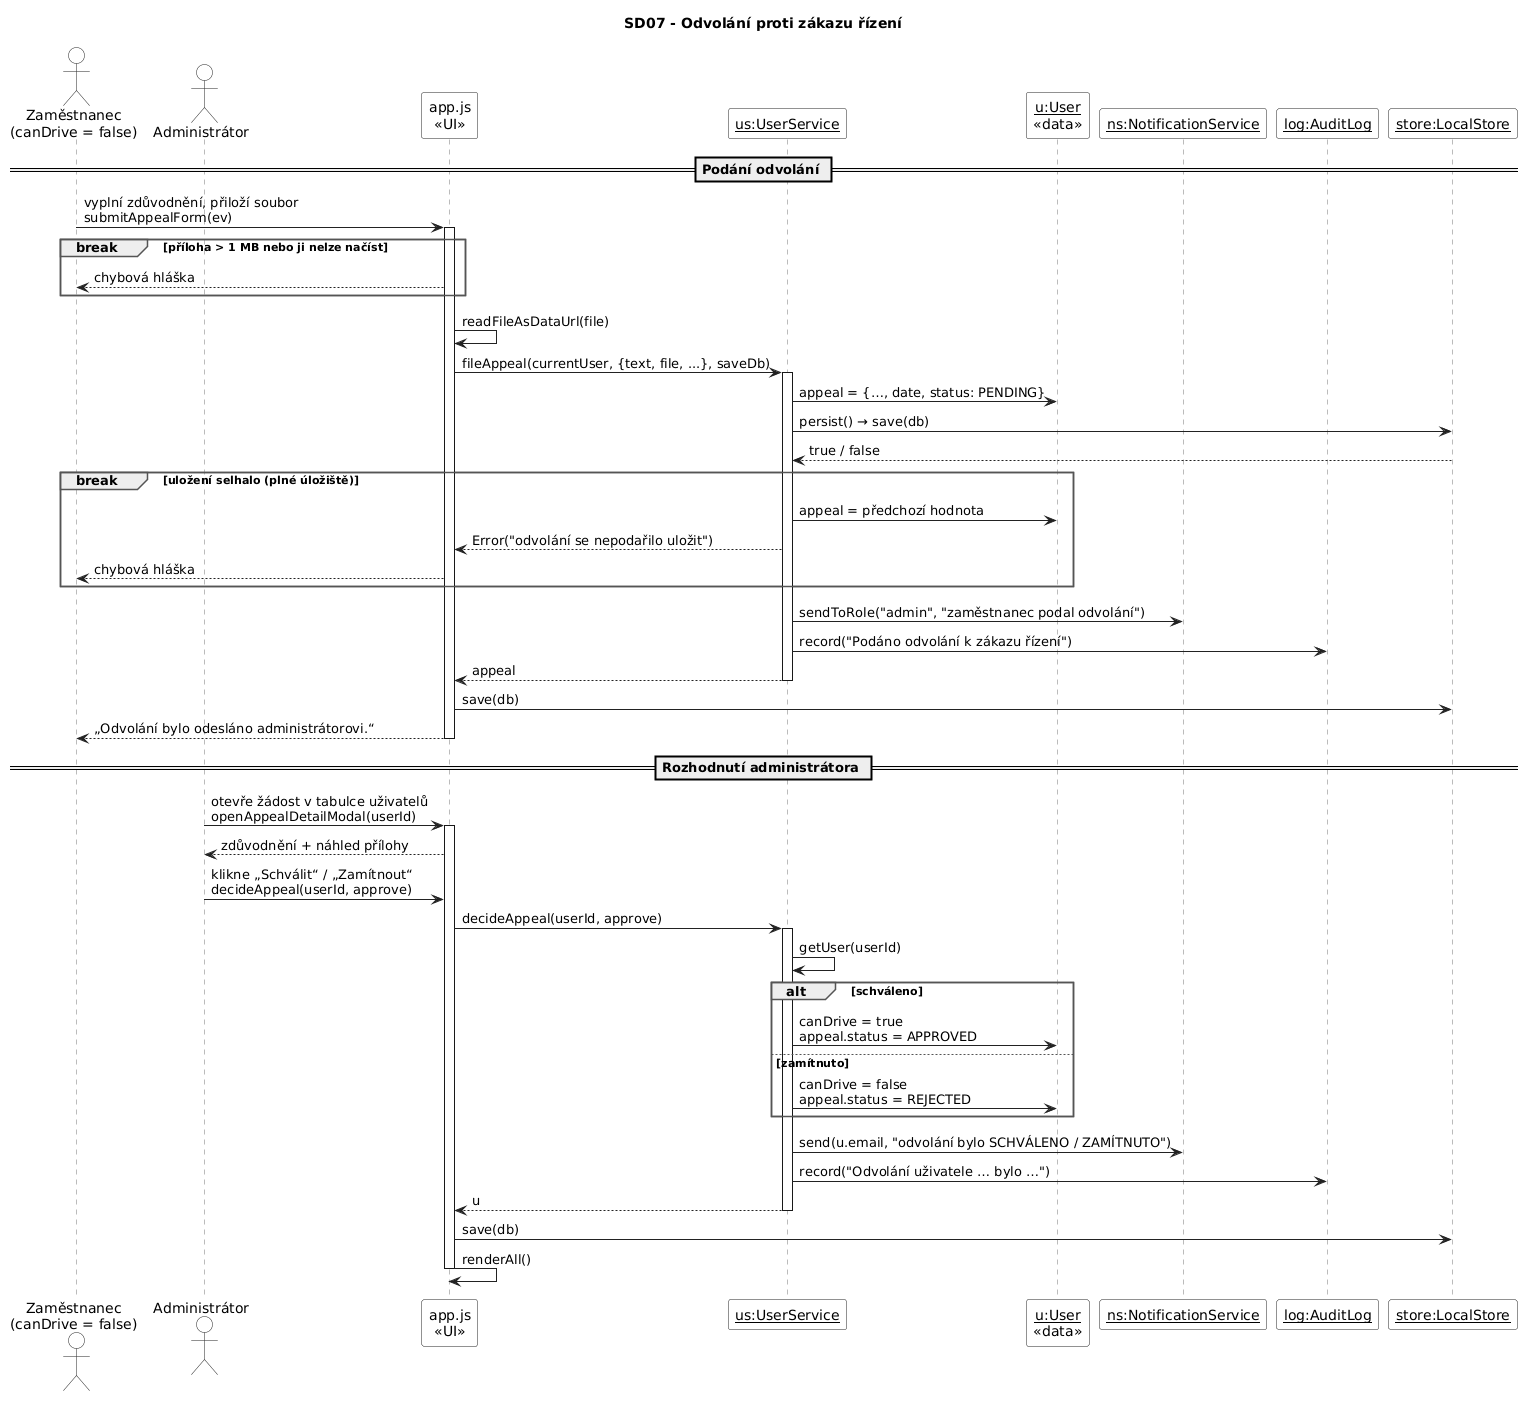 SD07 - Odvolání proti zákazu řízení
Zaměstnanec
(canDrive = false)
Administrátor
app.js
«UI»
us:UserService
u:User
«data»
ns:NotificationService
log:AuditLog
store:LocalStore
Podání odvolání
vyplní zdůvodnění, přiloží soubor
submitAppealForm(ev)
break [příloha > 1 MB nebo ji nelze načíst]
chybová hláška
readFileAsDataUrl(file)
fileAppeal(currentUser, {text, file, ...}, saveDb)
appeal = {..., date, status: PENDING}
persist() → save(db)
true / false
break [uložení selhalo (plné úložiště)]
appeal = předchozí hodnota
Error("odvolání se nepodařilo uložit")
chybová hláška
sendToRole("admin", "zaměstnanec podal odvolání")
record("Podáno odvolání k zákazu řízení")
appeal
save(db)
„Odvolání bylo odesláno administrátorovi.“
Rozhodnutí administrátora
otevře žádost v tabulce uživatelů
openAppealDetailModal(userId)
zdůvodnění + náhled přílohy
klikne „Schválit“ / „Zamítnout“
decideAppeal(userId, approve)
decideAppeal(userId, approve)
getUser(userId)
alt [schváleno]
canDrive = true
appeal.status = APPROVED
[zamítnuto]
canDrive = false
appeal.status = REJECTED
send(u.email, "odvolání bylo SCHVÁLENO / ZAMÍTNUTO")
record("Odvolání uživatele ... bylo ...")
u
save(db)
renderAll()
Zaměstnanec
(canDrive = false)
Administrátor
app.js
«UI»
us:UserService
u:User
«data»
ns:NotificationService
log:AuditLog
store:LocalStore